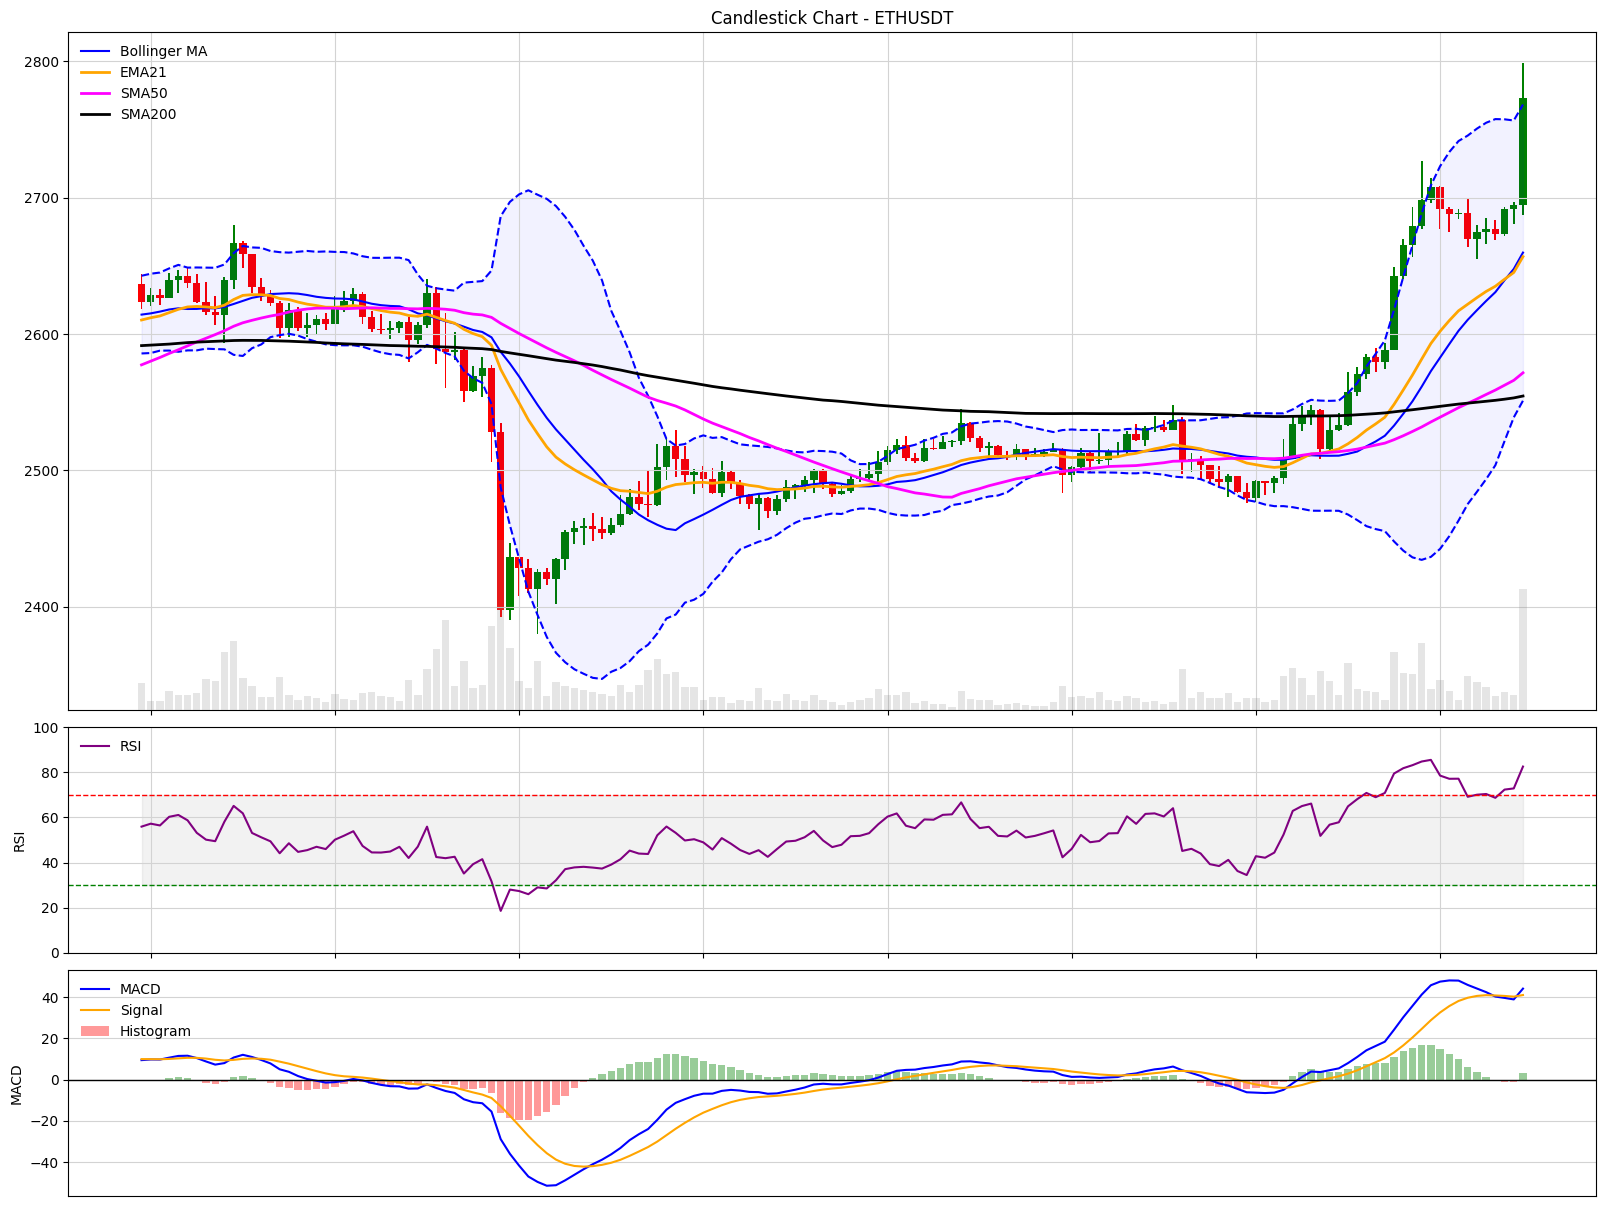 Candlestick Chart - ETHUSDT
Bollinger MA
EMA21
SMA50
SMA200
2800
2700
2600
2500
2400
RSI
100
80
60
40
20
0
RSI
MACD
Signal
Histogram
40
20
0
−20
−40
MACD